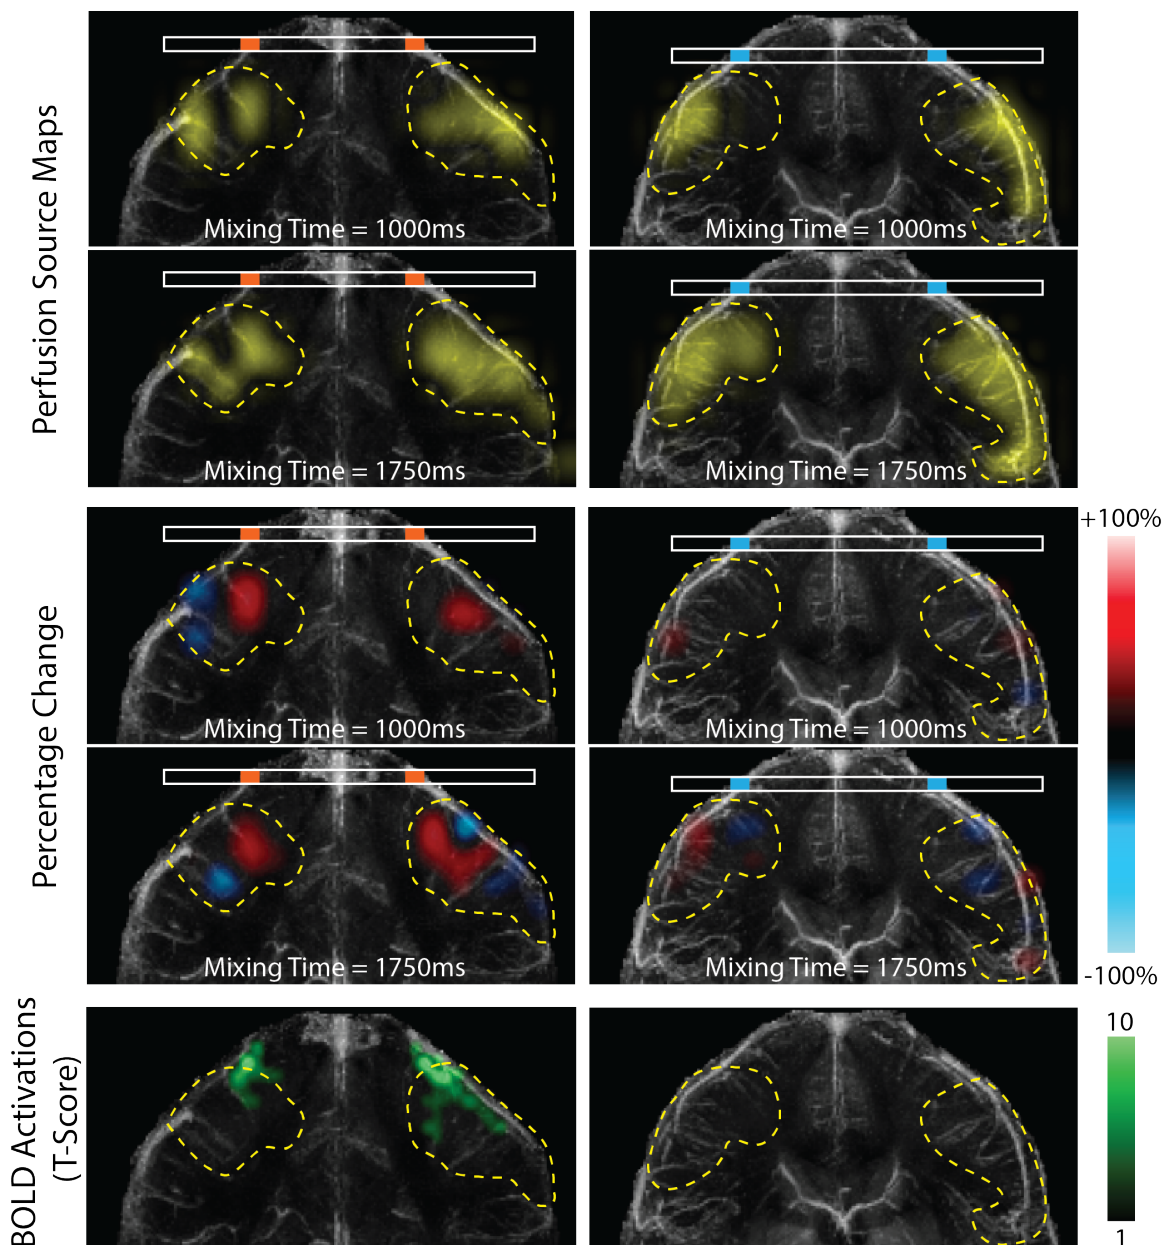 Perfusion Source Maps
Mixing Time = 1000ms
Mixing Time = 1000ms
Mixing Time = 1750ms
Mixing Time = 1750ms
Percentage Change
+100%
Mixing Time = 1000ms
Mixing Time = 1000ms
Mixing Time = 1750ms
Mixing Time = 1750ms
-100%
BOLD Activations
(T-Score)
10
1